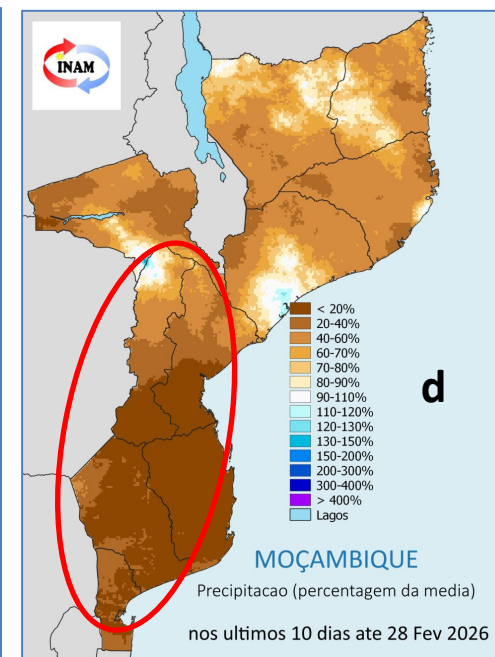 INAM
< 20%
20-40%
40-60%
60-70%
70-80%
80-90%
90-110%
110-120%
120-130%
130-150%
150-200%
200-300%
300-400%
> 400%
Lagos
d
MOÇAMBIQUE
Precipitacao (percentagem da media)
nos ultimos 10 dias ate 28 Fev 2026